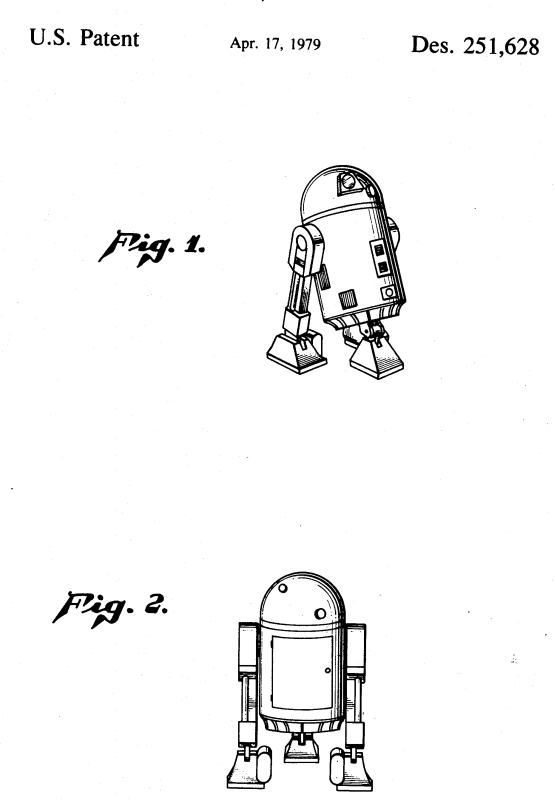 U.S. Patent Apr. 17, 1979 Des. 251,628
Fig. 1.
Fig. 2.